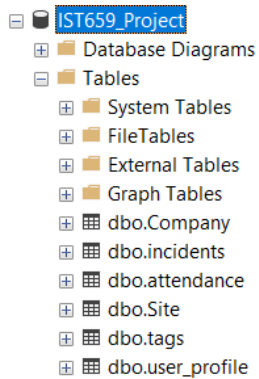 IST659_Project
Database Diagrams
Tables
System Tables
FileTables
External Tables
Graph Tables
dbo.Company
dbo.incidents
dbo.attendance
dbo.Site
dbo.tags
dbo.user_profile